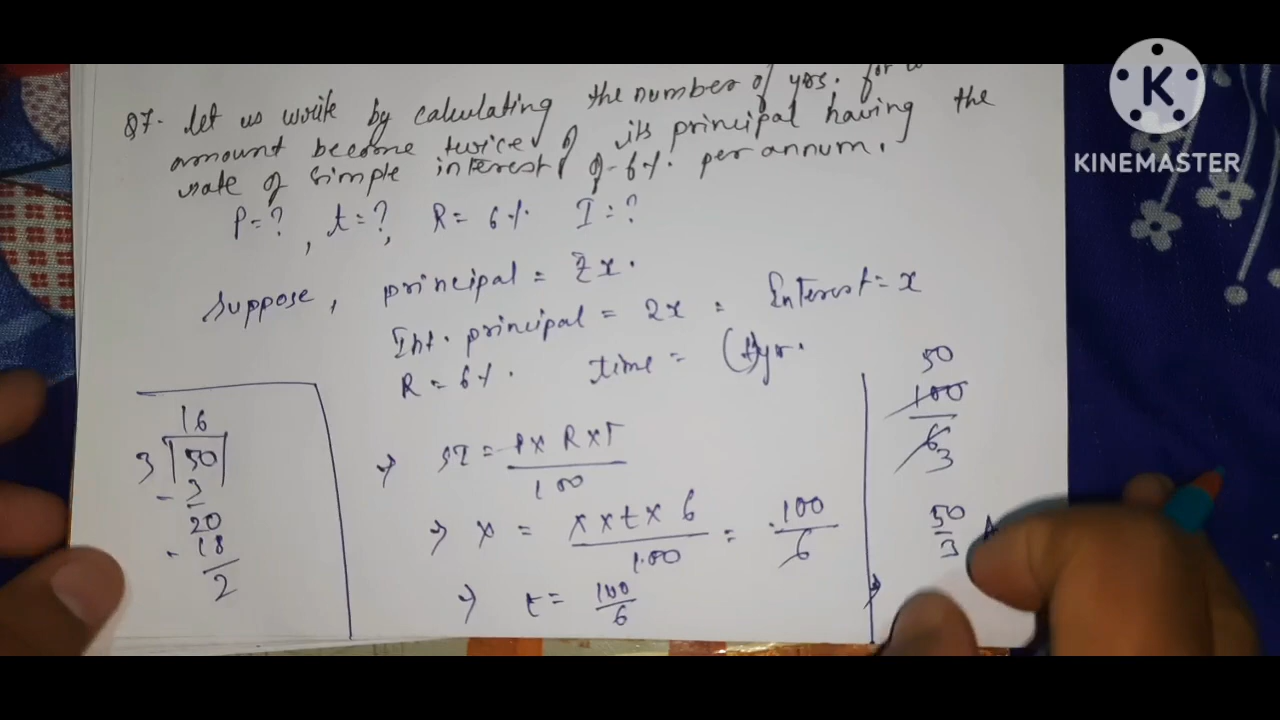 Q7- let us write by calculating the number of yrs. for
amount become twice of its principal having the
rate of simple interest of 6%. per annum.
P=?, t=?, R= 6%. I=?
Suppose, principal = ₹x.
Int. principal = 2x = Interest = x
R = 6%. time = (t)yr.
16
3 50
- 3
20
- 18
2
→ SI = P x R x T
100
→ x = x x t x 6 = 100
100 6
→ t = 100
6
50
100
6
3
50
3
K
KINEMASTER